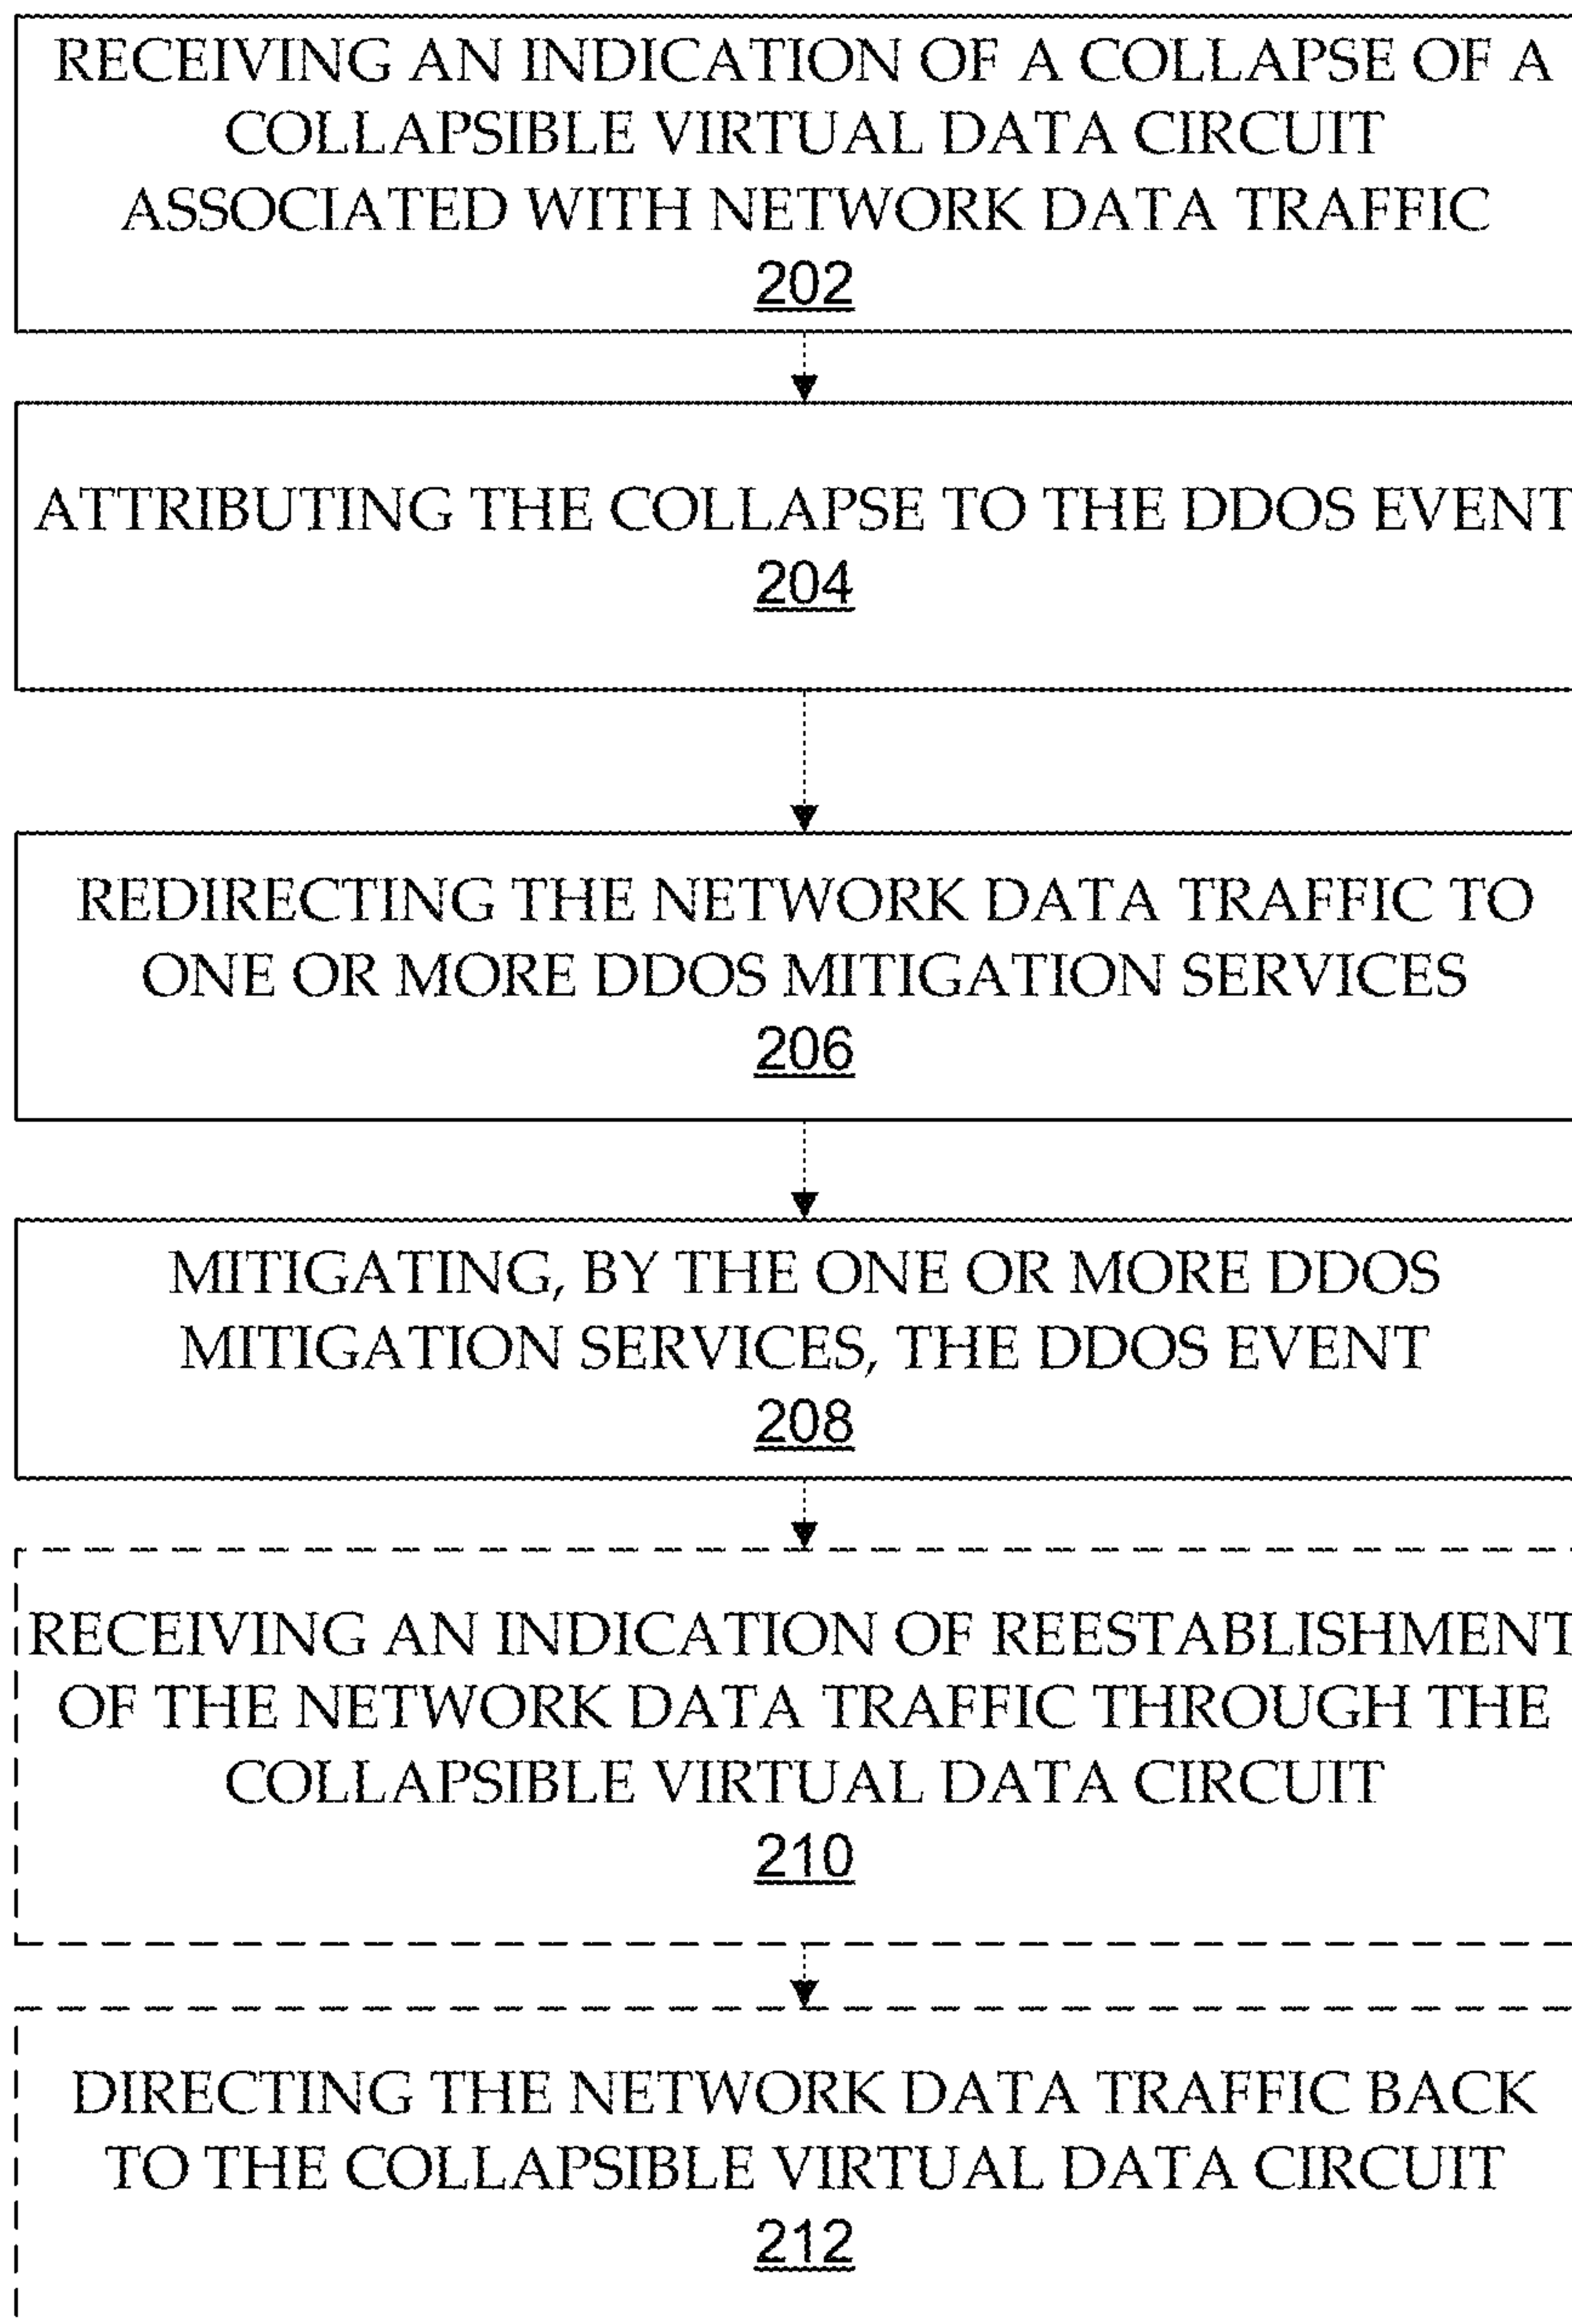 RECEIVING AN INDICATION OF A COLLAPSE OF A
COLLAPSIBLE VIRTUAL DATA CIRCUIT
ASSOCIATED WITH NETWORK DATA TRAFFIC
202
ATTRIBUTING THE COLLAPSE TO THE DDOS EVENT
204
REDIRECTING THE NETWORK DATA TRAFFIC TO
ONE OR MORE DDOS MITIGATION SERVICES
206
MITIGATING, BY THE ONE OR MORE DDOS
MITIGATION SERVICES, THE DDOS EVENT
208
RECEIVING AN INDICATION OF REESTABLISHMENT
OF THE NETWORK DATA TRAFFIC THROUGH THE
COLLAPSIBLE VIRTUAL DATA CIRCUIT
210
DIRECTING THE NETWORK DATA TRAFFIC BACK
TO THE COLLAPSIBLE VIRTUAL DATA CIRCUIT
212